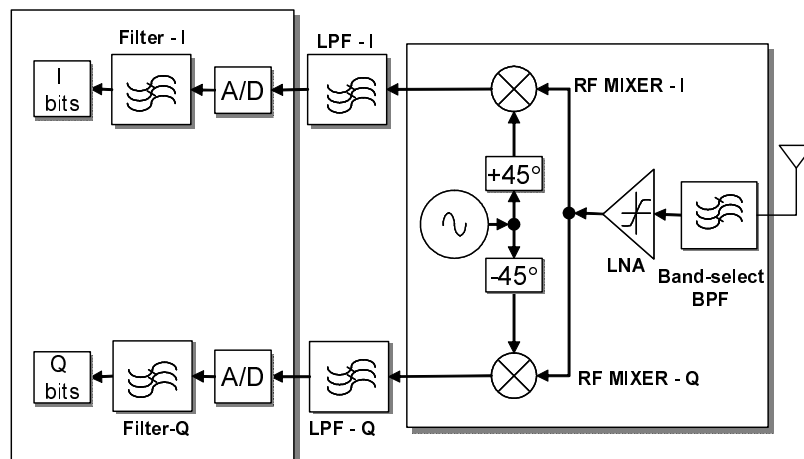 Filter - I
LPF - I
I
bits
A/D
RF MIXER - I
+45°
-45°
LNA
Band-select
BPF
Q
bits
A/D
RF MIXER - Q
Filter-Q
LPF - Q